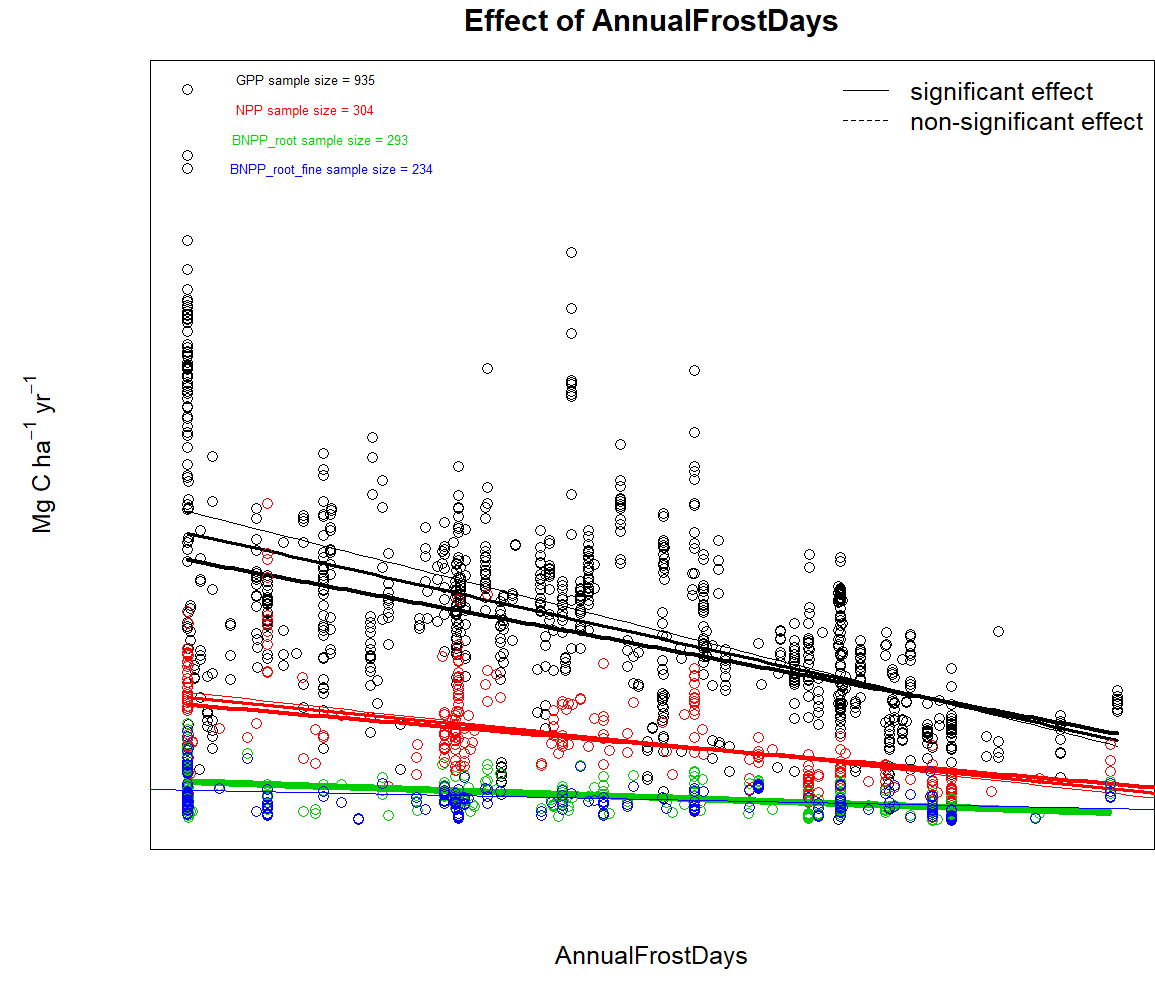 Effect of AnnualFrostDays
GPP sample size = 935
NPP sample size = 304
BNPP_root sample size = 293
BNPP_root_fine sample size = 234
significant effect
non-significant effect
Mg C ha⁻¹ yr⁻¹
AnnualFrostDays